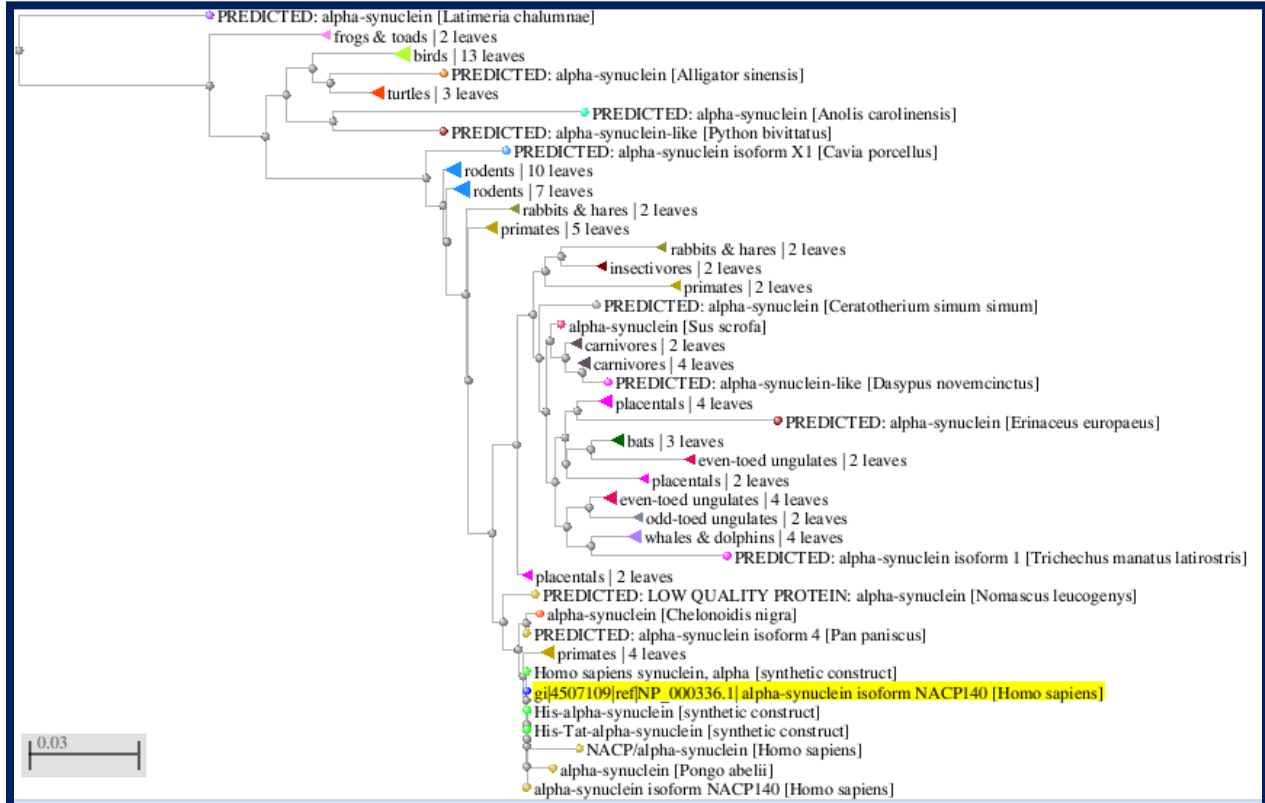 PREDICTED: alpha-synuclein [Latimeria chalumnae]
frogs & toads | 2 leaves
birds | 13 leaves
PREDICTED: alpha-synuclein [Alligator sinensis]
turtles | 3 leaves
PREDICTED: alpha-synuclein [Anolis carolinensis]
PREDICTED: alpha-synuclein-like [Python bivittatus]
PREDICTED: alpha-synuclein isoform X1 [Cavia porcellus]
rodents | 10 leaves
rodents | 7 leaves
rabbits & hares | 2 leaves
primates | 5 leaves
rabbits & hares | 2 leaves
insectivores | 2 leaves
primates | 2 leaves
PREDICTED: alpha-synuclein [Ceratotherium simum simum]
alpha-synuclein [Sus scrofa]
carnivores | 2 leaves
carnivores | 4 leaves
PREDICTED: alpha-synuclein-like [Dasypus novemcinctus]
placentals | 4 leaves
PREDICTED: alpha-synuclein [Erinaceus europaeus]
bats | 3 leaves
even-toed ungulates | 2 leaves
placentals | 2 leaves
even-toed ungulates | 4 leaves
odd-toed ungulates | 2 leaves
whales & dolphins | 4 leaves
PREDICTED: alpha-synuclein isoform 1 [Trichechus manatus latirostris]
placentals | 2 leaves
PREDICTED: LOW QUALITY PROTEIN: alpha-synuclein [Nomascus leucogenys]
alpha-synuclein [Chelonoidis nigra]
PREDICTED: alpha-synuclein isoform 4 [Pan paniscus]
primates | 4 leaves
Homo sapiens synuclein, alpha [synthetic construct]
gi|4507109|ref|NP_000336.1| alpha-synuclein isoform NACP140 [Homo sapiens]
His-alpha-synuclein [synthetic construct]
His-Tat-alpha-synuclein [synthetic construct]
NACP/alpha-synuclein [Homo sapiens]
alpha-synuclein [Pongo abelii]
alpha-synuclein isoform NACP140 [Homo sapiens]
0.03